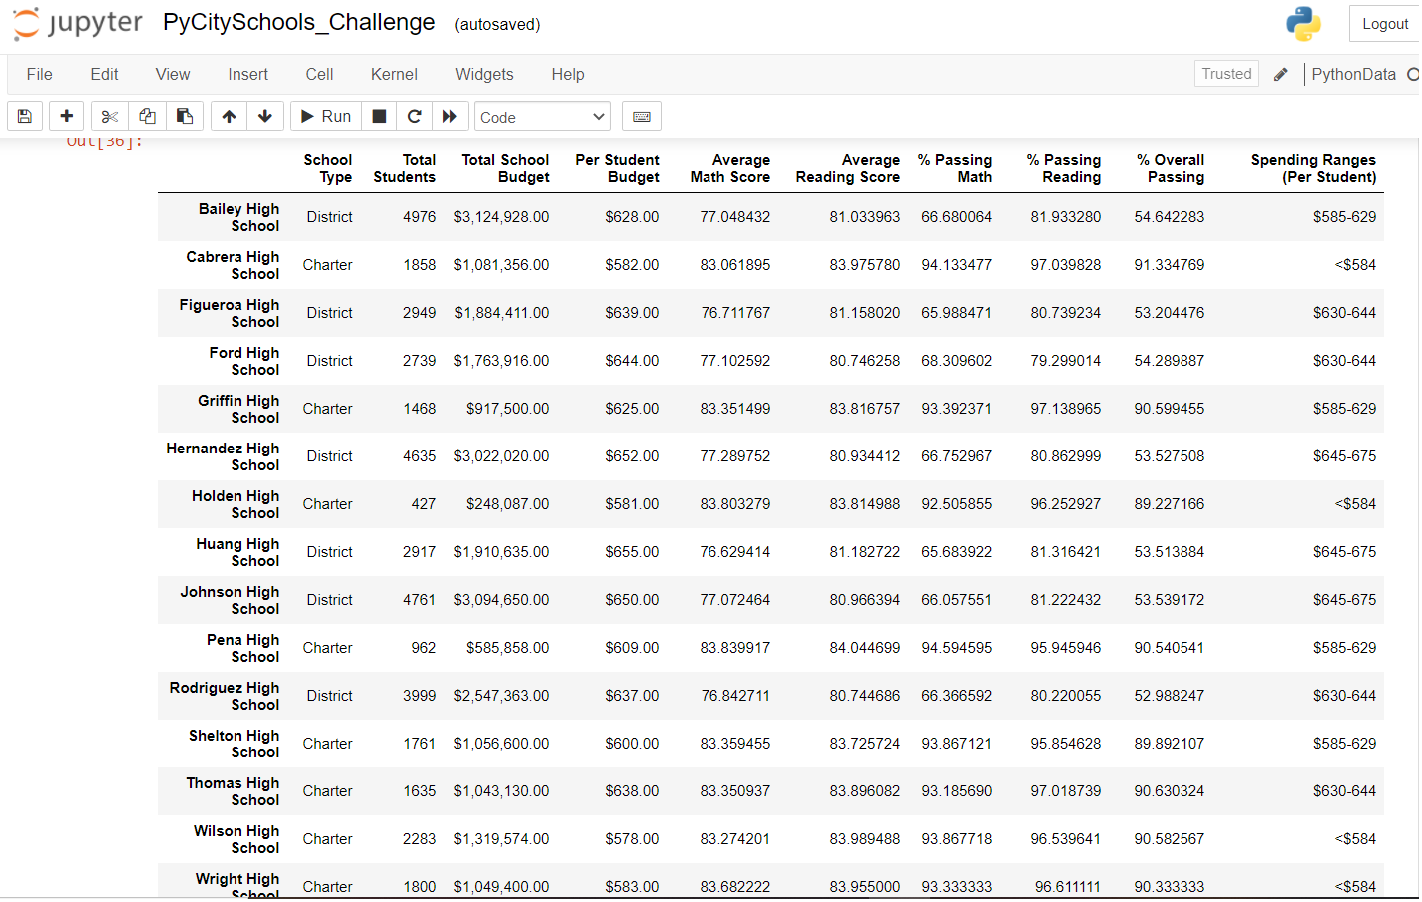 jupyter PyCitySchools_Challenge (autosaved) Logout
File Edit View Insert Cell Kernel Widgets Help Trusted PythonData
Run Code
Out[36]:
School Type Total Students Total School Budget Per Student Budget Average Math Score Average Reading Score % Passing Math % Passing Reading % Overall Passing Spending Ranges (Per Student)
Bailey High School District 4976 $3,124,928.00 $628.00 77.048432 81.033963 66.680064 81.933280 54.642283 $585-629
Cabrera High School Charter 1858 $1,081,356.00 $582.00 83.061895 83.975780 94.133477 97.039828 91.334769 <$584
Figueroa High School District 2949 $1,884,411.00 $639.00 76.711767 81.158020 65.988471 80.739234 53.204476 $630-644
Ford High School District 2739 $1,763,916.00 $644.00 77.102592 80.746258 68.309602 79.299014 54.289887 $630-644
Griffin High School Charter 1468 $917,500.00 $625.00 83.351499 83.816757 93.392371 97.138965 90.599455 $585-629
Hernandez High School District 4635 $3,022,020.00 $652.00 77.289752 80.934412 66.752967 80.862999 53.527508 $645-675
Holden High School Charter 427 $248,087.00 $581.00 83.803279 83.814988 92.505855 96.252927 89.227166 <$584
Huang High School District 2917 $1,910,635.00 $655.00 76.629414 81.182722 65.683922 81.316421 53.513884 $645-675
Johnson High School District 4761 $3,094,650.00 $650.00 77.072464 80.966394 66.057551 81.222432 53.539172 $645-675
Pena High School Charter 962 $585,858.00 $609.00 83.839917 84.044699 94.594595 95.945946 90.540541 $585-629
Rodriguez High School District 3999 $2,547,363.00 $637.00 76.842711 80.744686 66.366592 80.220055 52.988247 $630-644
Shelton High School Charter 1761 $1,056,600.00 $600.00 83.359455 83.725724 93.867121 95.854628 89.892107 $585-629
Thomas High School Charter 1635 $1,043,130.00 $638.00 83.350937 83.896082 93.185690 97.018739 90.630324 $630-644
Wilson High School Charter 2283 $1,319,574.00 $578.00 83.274201 83.989488 93.867718 96.539641 90.582567 <$584
Wright High School Charter 1800 $1,049,400.00 $583.00 83.682222 83.955000 93.333333 96.611111 90.333333 <$584